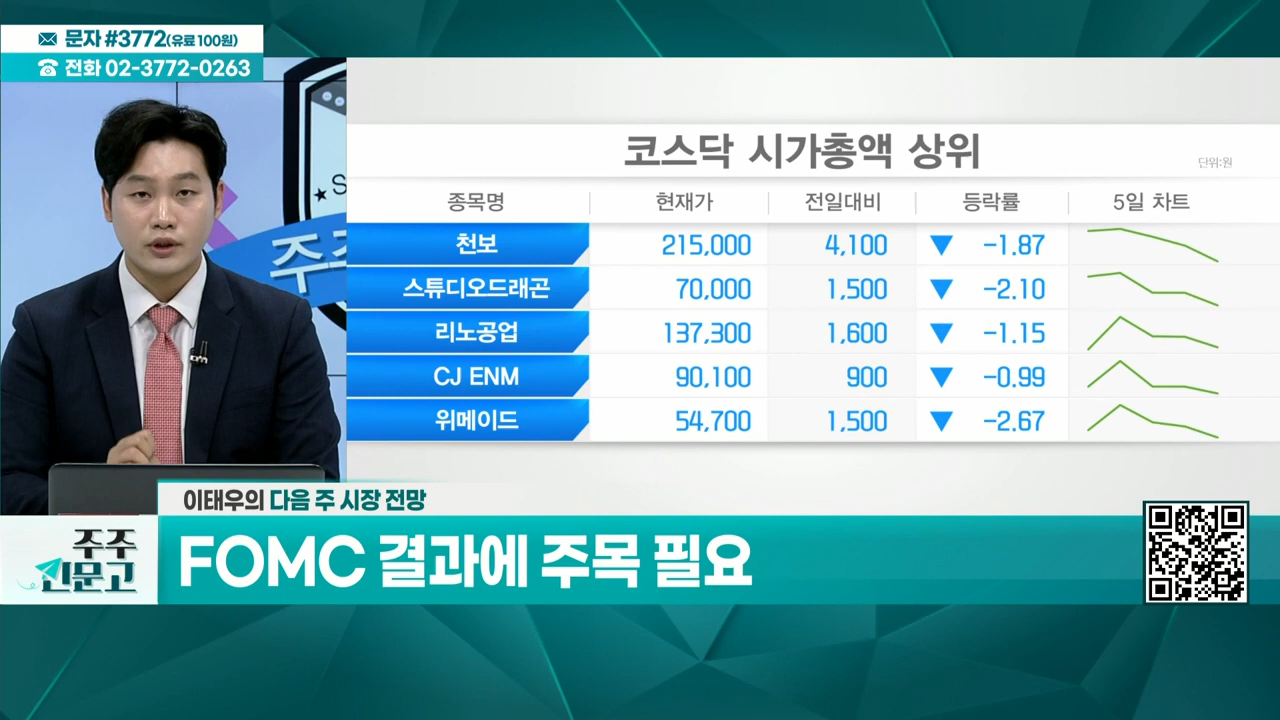 문자 #3772(유료 100원)
전화 02-3772-0263
코스닥 시가총액 상위
단위:원
종목명 현재가 전일대비 등락률 5일 차트
천보 215,000 4,100 ▼ -1.87
스튜디오드래곤 70,000 1,500 ▼ -2.10
리노공업 137,300 1,600 ▼ -1.15
CJ ENM 90,100 900 ▼ -0.99
위메이드 54,700 1,500 ▼ -2.67
이태우의 다음 주 시장 전망
주주
신문고
FOMC 결과에 주목 필요